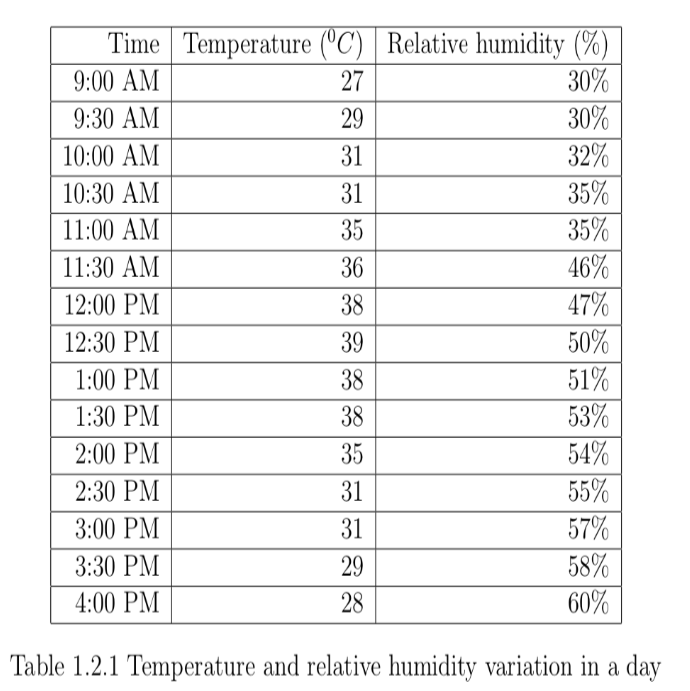 Time Temperature (⁰C) Relative humidity (%)
9:00 AM 27 30%
9:30 AM 29 30%
10:00 AM 31 32%
10:30 AM 31 35%
11:00 AM 35 35%
11:30 AM 36 46%
12:00 PM 38 47%
12:30 PM 39 50%
1:00 PM 38 51%
1:30 PM 38 53%
2:00 PM 35 54%
2:30 PM 31 55%
3:00 PM 31 57%
3:30 PM 29 58%
4:00 PM 28 60%
Table 1.2.1 Temperature and relative humidity variation in a day